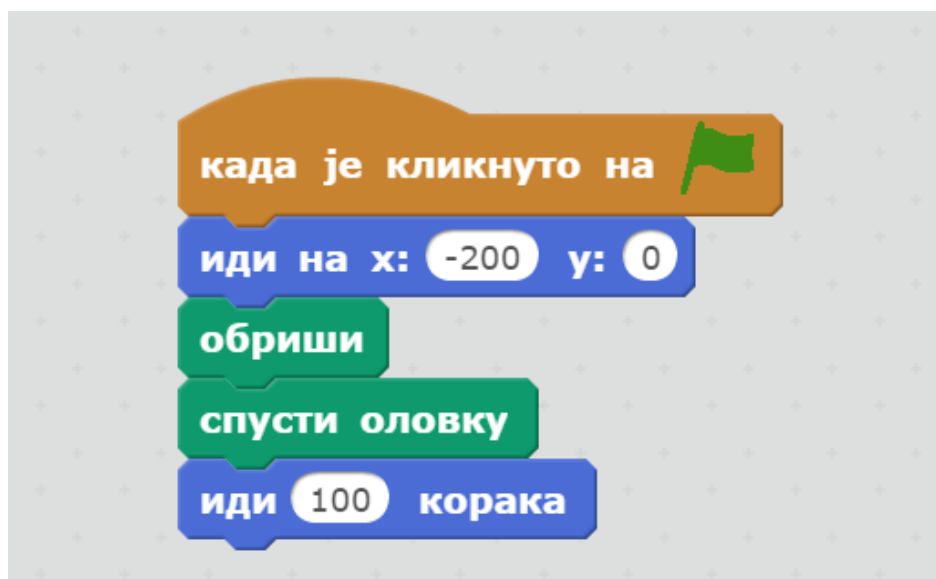 када је кликнуто на
иди на x: -200 y: 0
обриши
спусти оловку
иди 100 корака